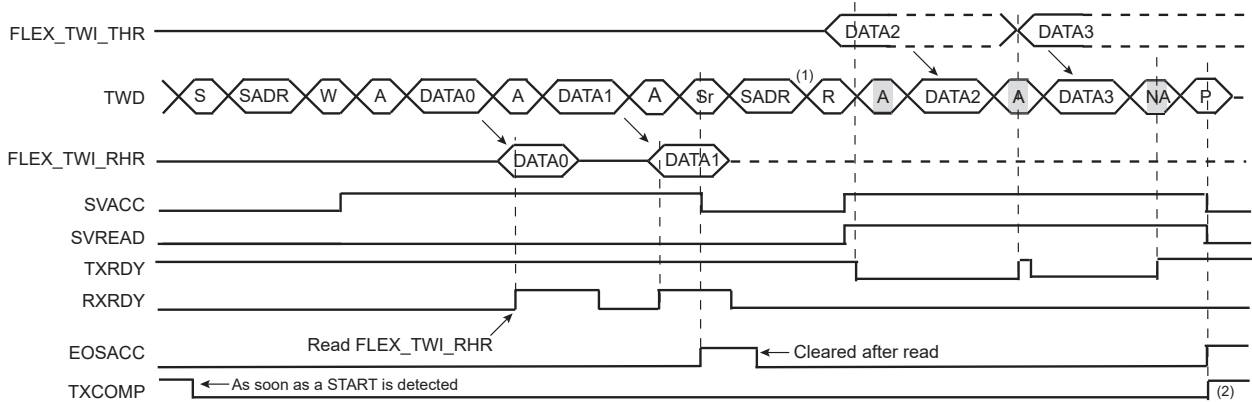 FLEX_TWI_THR DATA2 DATA3
TWD S SADR W A DATA0 A DATA1 A Sr SADR (1) R A DATA2 A DATA3 NA P
FLEX_TWI_RHR DATA0 DATA1
SVACC
SVREAD
TXRDY
RXRDY
Read FLEX_TWI_RHR
EOSACC Cleared after read
TXCOMP As soon as a START is detected (2)